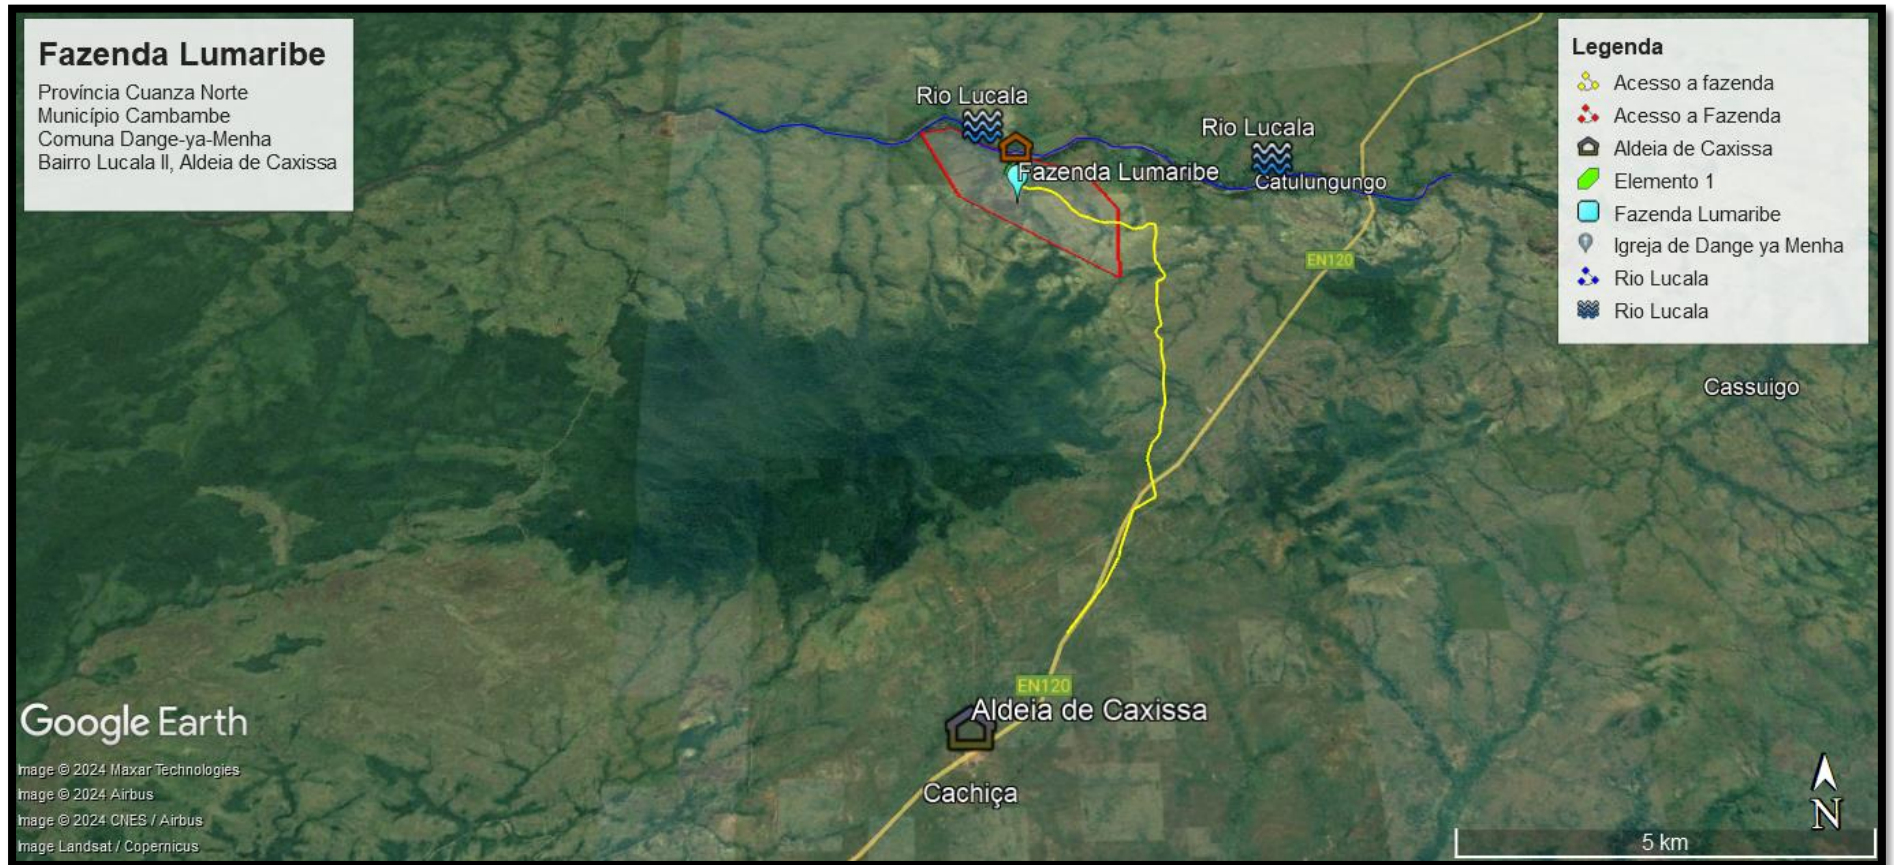 Fazenda Lumaribe
Província Cuanza Norte
Município Cambambe
Comuna Dange-ya-Menha
Bairro Lucala II, Aldeia de Caxissa
Legenda
Acesso a fazenda
Acesso a Fazenda
Aldeia de Caxissa
Elemento 1
Fazenda Lumaribe
Igreja de Dange ya Menha
Rio Lucala
Rio Lucala
Rio Lucala
Rio Lucala
Fazenda Lumaribe
Catulungungo
EN120
Cassuigo
EN120
Aldeia de Caxissa
Cachiça
Google Earth
Image © 2024 Maxar Technologies
Image © 2024 Airbus
Image © 2024 CNES / Airbus
Image Landsat / Copernicus
N
5 km